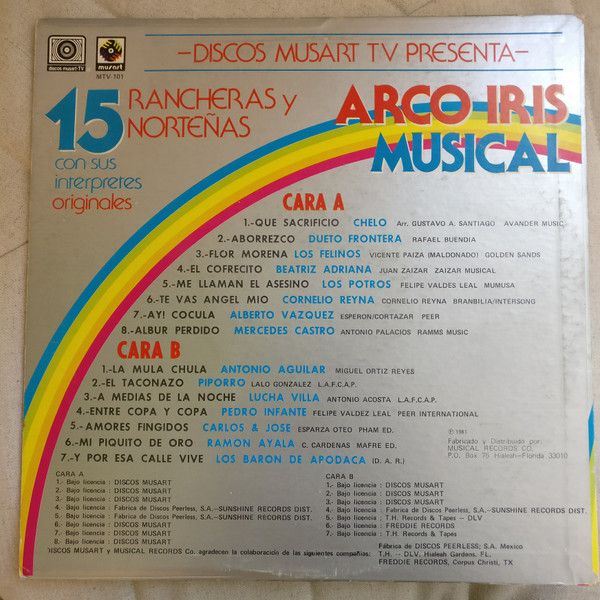 discos musart-TV
musart
MTV 101
—DISCOS MUSART TV PRESENTA—
15 RANCHERAS y
NORTEÑAS
con sus
interpretes
originales
ARCO IRIS
MUSICAL
CARA A
1.-QUE SACRIFICIO CHELO Arr. GUSTAVO A. SANTIAGO AVANDER MUSIC
2.-ABORREZCO DUETO FRONTERA RAFAEL BUENDIA
3.-FLOR MORENA LOS FELINOS VICENTE PAIZA (MALDONADO) GOLDEN SANDS
4.-EL COFRECITO BEATRIZ ADRIANA JUAN ZAIZAR ZAIZAR MUSICAL
5.-ME LLAMAN EL ASESINO LOS POTROS FELIPE VALDÉS LEAL MUMUSA
6.-TE VAS ANGEL MIO CORNELIO REYNA CORNELIO REYNA BRANBILIA/INTERSONG
7.-AY! COCULA ALBERTO VAZQUEZ ESPERON/CORTAZAR PEER
8.-ALBUR PERDIDO MERCEDES CASTRO ANTONIO PALACIOS RAMMS MUSIC
CARA B
1.-LA MULA CHULA ANTONIO AGUILAR MIGUEL ORTIZ REYES
2.-EL TACONAZO PIPORRO LALO GONZALEZ L.A.F.C.A.P.
3.-A MEDIAS DE LA NOCHE LUCHA VILLA ANTONIO ACOSTA L.A.F.C.A.P.
4.-ENTRE COPA Y COPA PEDRO INFANTE FELIPE VALDEZ LEAL PEER INTERNATIONAL
5.-AMORES FINGIDOS CARLOS & JOSE ESPARZA OTEO PHAM ED.
6.-MI PIQUITO DE ORO RAMON AYALA C. CARDENAS MAFRE ED.
7.-Y POR ESA CALLE VIVE LOS BARON DE APODACA (D. A. R.)
℗ 1981
Fabricado y Distribuido por:
MUSICAL RECORDS CO.
P.O. Box 75 Hialeah-Florida 33010
CARA A
1.- Bajo licencia : DISCOS MUSART
2.- Bajo licencia : DISCOS MUSART
3.- Bajo licencia : DISCOS MUSART
4.- Bajo licencia : Fabrica de Discos Peerless, S.A.-SUNSHINE RECORDS DIST.
5.- Bajo licencia : Fabrica de Discos Peerless, S.A.-SUNSHINE RECORDS DIST.
6.- Bajo licencia : DISCOS MUSART
7.- Bajo licencia : DISCOS MUSART
8.- Bajo licencia : DISCOS MUSART
CARA B
1.- Bajo licencia : DISCOS MUSART
2.- Bajo licencia : DISCOS MUSART
3.- Bajo licencia : DISCOS MUSART
4.- Bajo licencia : Fabrica de Discos Peerless, S.A.-SUNSHINE RECORDS DIST.
5.- Bajo licencia : T.H. Records & Tapes – DLV
6.- Bajo licencia : FREDDIE RECORDS
7.- Bajo licencia : T.H. Records & Tapes
DISCOS MUSART y MUSICAL RECORDS Co. agradecen la colaboración de las siguientes compañías:
Fábrica de DISCOS PEERLESS; S.A. Mexico
T.H. — DLV, Hialeah Gardens. FL.
FREDDIE RECORDS, Corpus Christi, TX